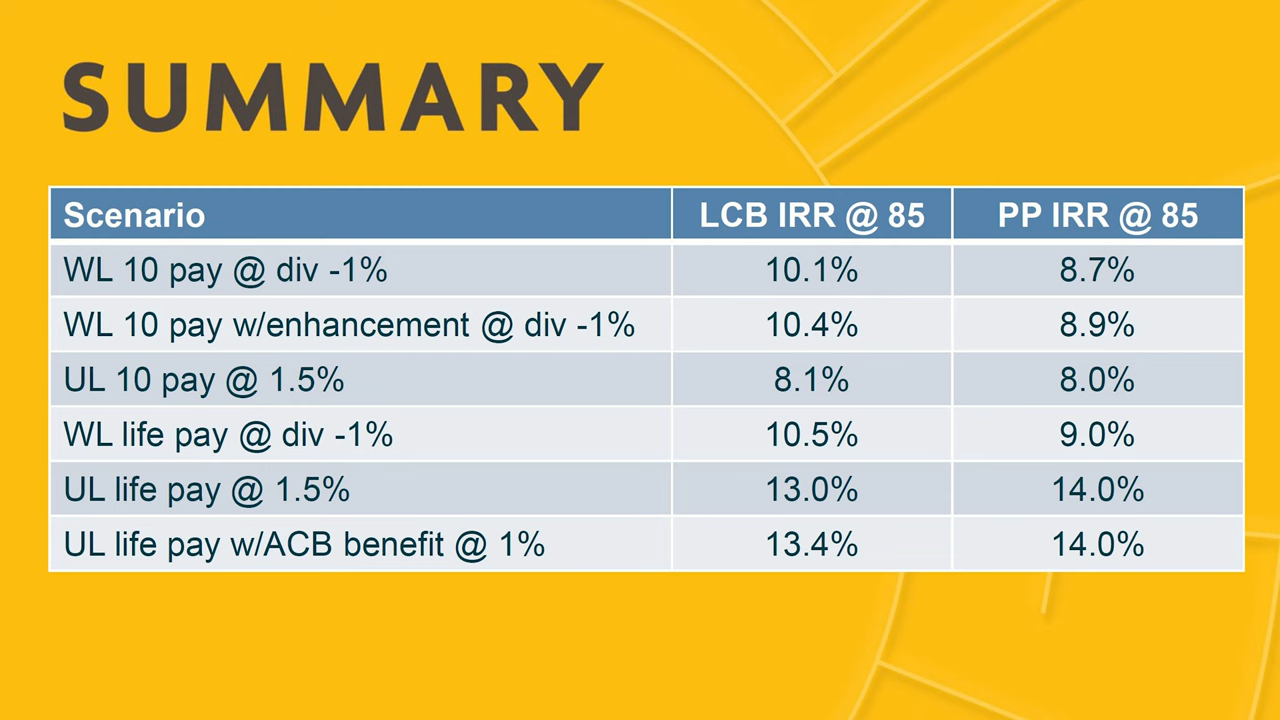 SUMMARY
Scenario LCB IRR @ 85 PP IRR @ 85
WL 10 pay @ div -1% 10.1% 8.7%
WL 10 pay w/enhancement @ div -1% 10.4% 8.9%
UL 10 pay @ 1.5% 8.1% 8.0%
WL life pay @ div -1% 10.5% 9.0%
UL life pay @ 1.5% 13.0% 14.0%
UL life pay w/ACB benefit @ 1% 13.4% 14.0%